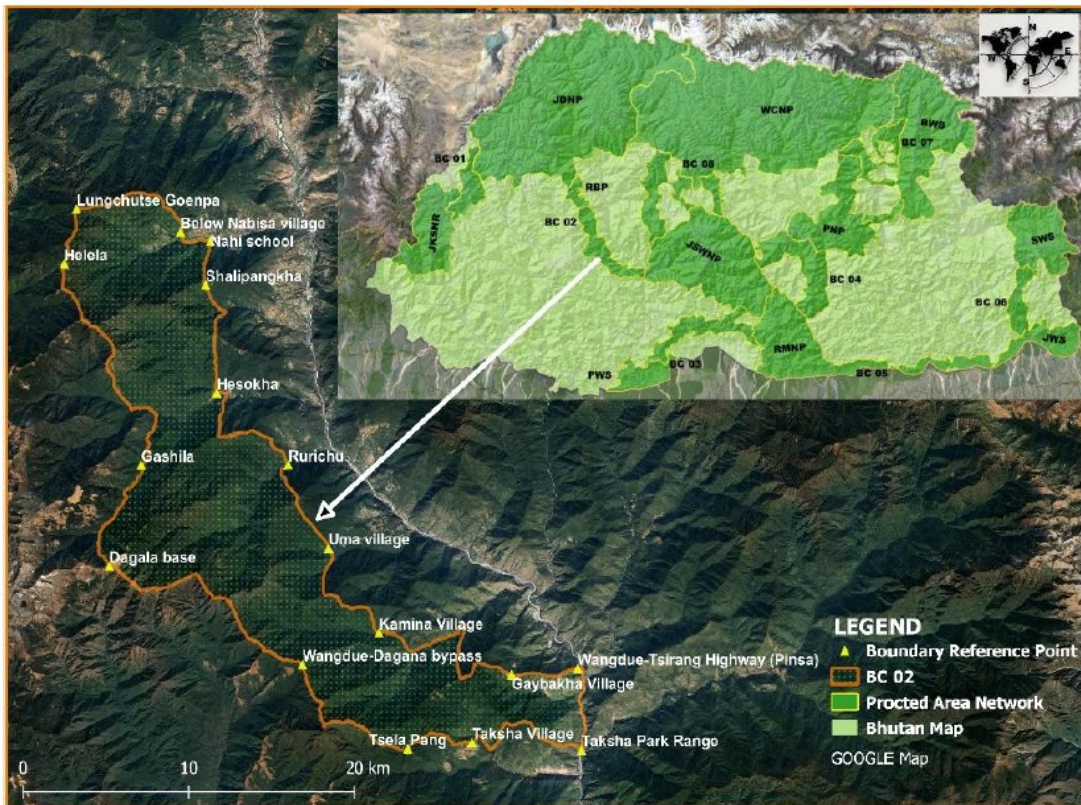 N
W
E
S
JDNP
WCNP
BWS
BC 07
BC 01
BC 08
RBP
JKSNR
BC 02
PNP
SWS
JSWNP
BC 04
BC 06
RMNP
JWS
BC 03
BC 05
PWS
Lungchutse Goenpa
Below Nabisa village
Nahi school
Helela
Shalipangkha
Hesokha
Gashila
Rurichu
Uma village
Dagala base
Kamina Village
Wangdue-Dagana bypass
Wangdue-Tsirang Highway (Pinsa)
Gaybakha Village
Taksha Village
Tsela Pang
Taksha Park Rango
LEGEND
Boundary Reference Point
BC 02
Procted Area Network
Bhutan Map
GOOGLE Map
0 10 20 km